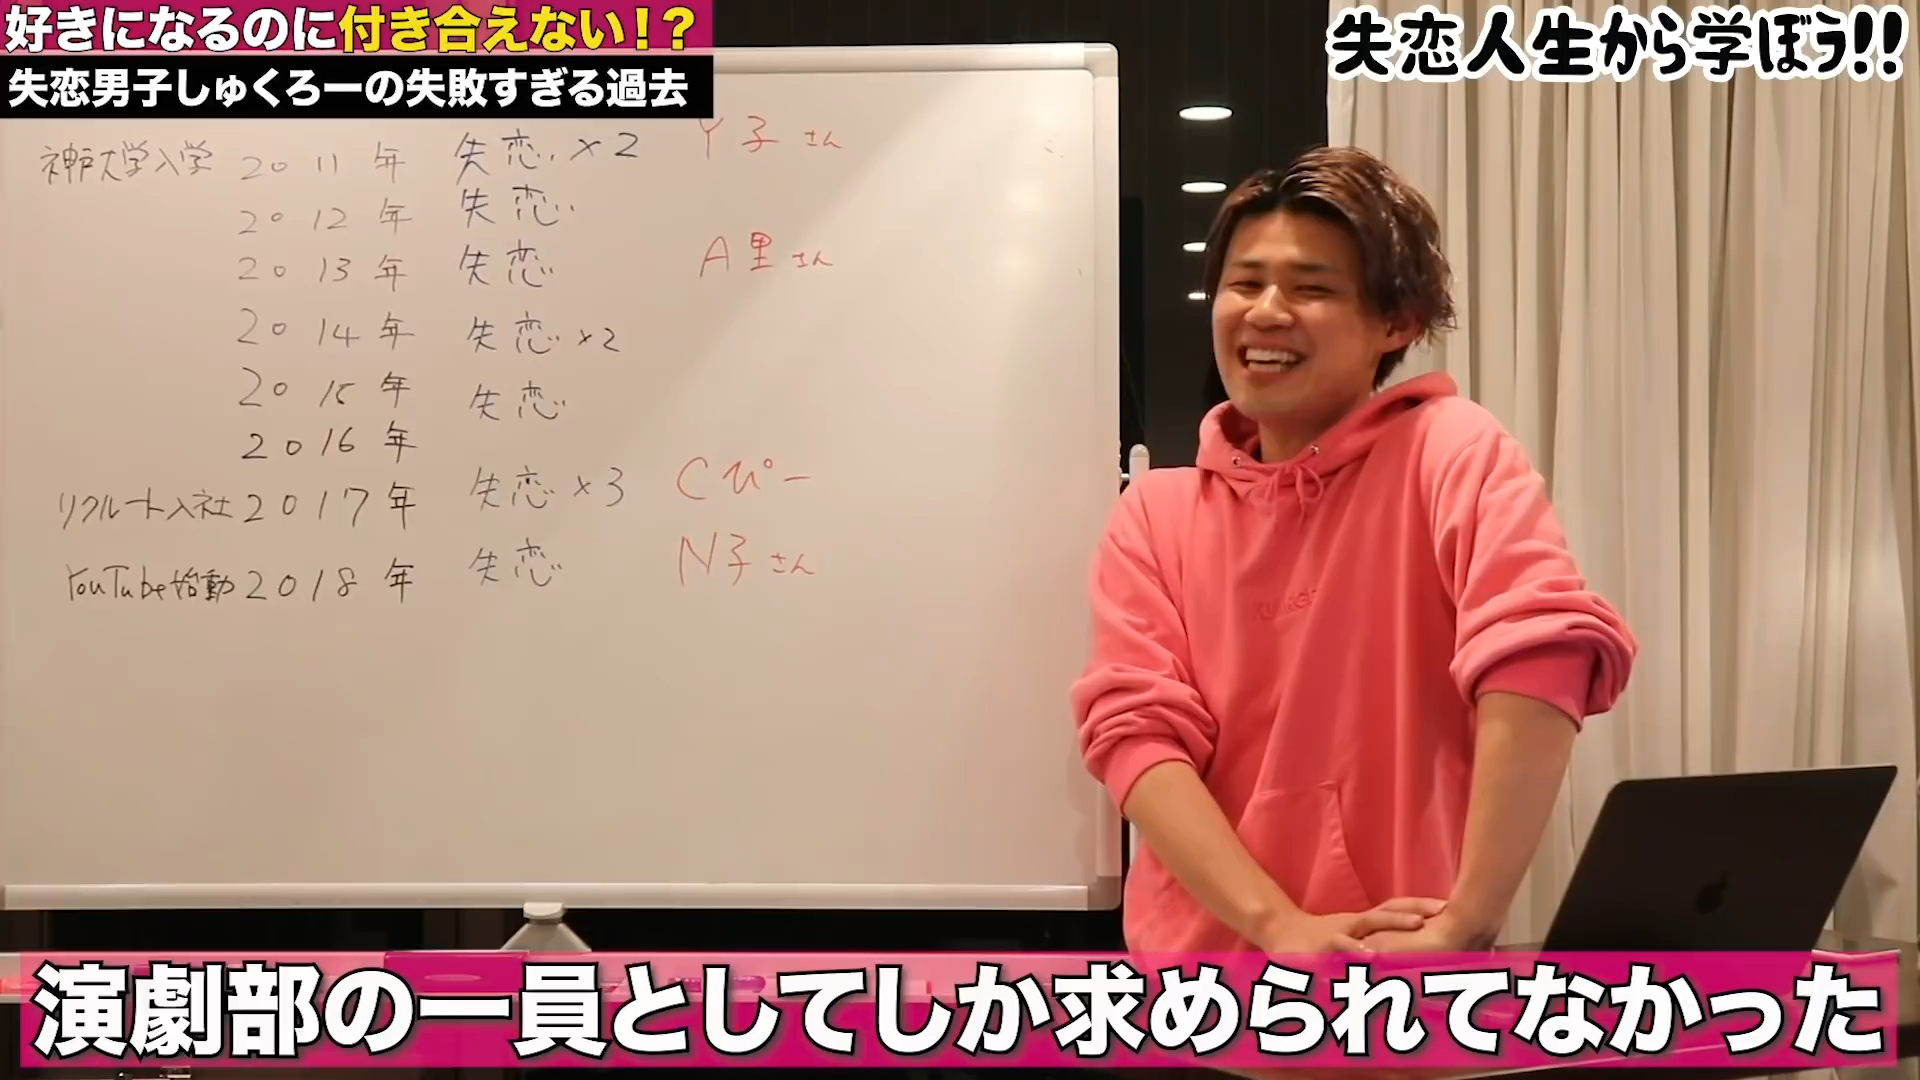 好きになるのに付き合えない!?
失恋男子しゅくろーの失敗すぎる過去
失恋人生から学ぼう!!
神戸大学入学 2011年 失恋×2 Y子さん
2012年 失恋
2013年 失恋 A里さん
2014年 失恋×2
2015年 失恋
2016年
リクルート入社 2017年 失恋×3 Cぴー
YouTube始動 2018年 失恋 N子さん
演劇部の一員としてしか求められてなかった